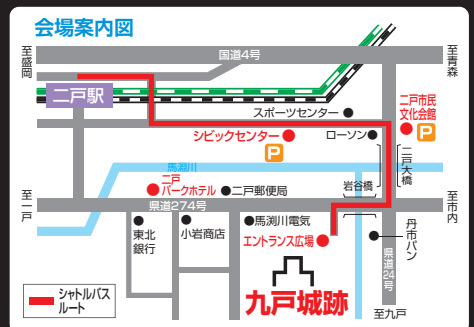 会場案内図
至盛岡
国道4号
至青森
二戸駅
スポーツセンター
二戸市民
文化会館
P
シビックセンター
ローソン
P
馬淵川
二戸大橋
二戸
パークホテル
二戸郵便局
岩谷橋
至一戸
県道274号
至市内
東北
銀行
小岩商店
馬渕川電気
エントランス広場
丹市パン
県道24号
九戸城跡
シャトルバス
ルート
至九戸